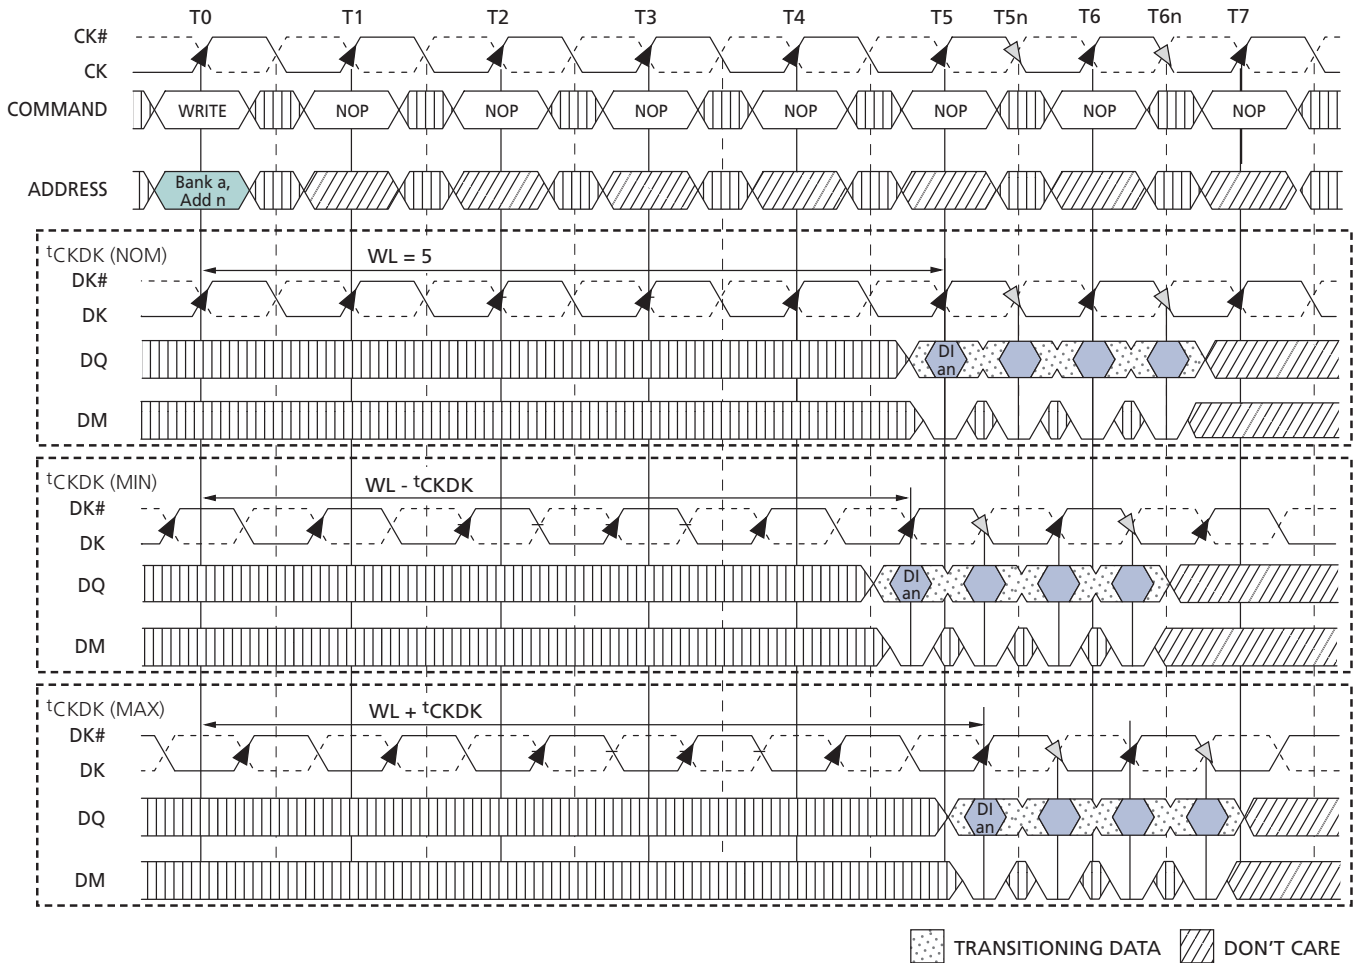 T0 T1 T2 T3 T4 T5 T5n T6 T6n T7
CK#
CK
COMMAND WRITE NOP NOP NOP NOP NOP NOP NOP
ADDRESS Bank a,
Add n
tCKDK (NOM)
WL = 5
DK#
DK
DQ DI
an
DM
tCKDK (MIN)
WL - tCKDK
DK#
DK
DQ DI
an
DM
tCKDK (MAX)
WL + tCKDK
DK#
DK
DQ DI
an
DM
TRANSITIONING DATA DON'T CARE